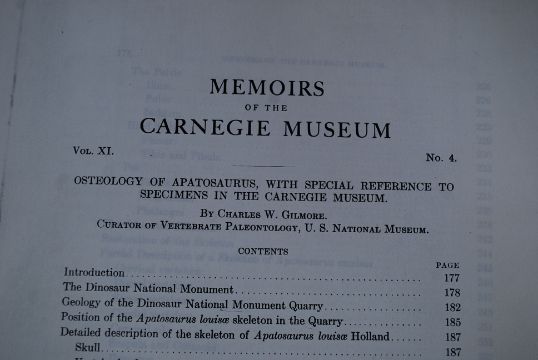 MEMOIRS
OF THE
CARNEGIE MUSEUM
VOL. XI. No. 4.
OSTEOLOGY OF APATOSAURUS, WITH SPECIAL REFERENCE TO
SPECIMENS IN THE CARNEGIE MUSEUM.
BY CHARLES W. GILMORE.
CURATOR OF VERTEBRATE PALEONTOLOGY, U. S. NATIONAL MUSEUM.
CONTENTS
PAGE
Introduction 177
The Dinosaur National Monument 178
Geology of the Dinosaur National Monument Quarry 182
Position of the Apatosaurus louisæ skeleton in the Quarry 185
Detailed description of the skeleton of Apatosaurus louisæ Holland 187
Skull 187